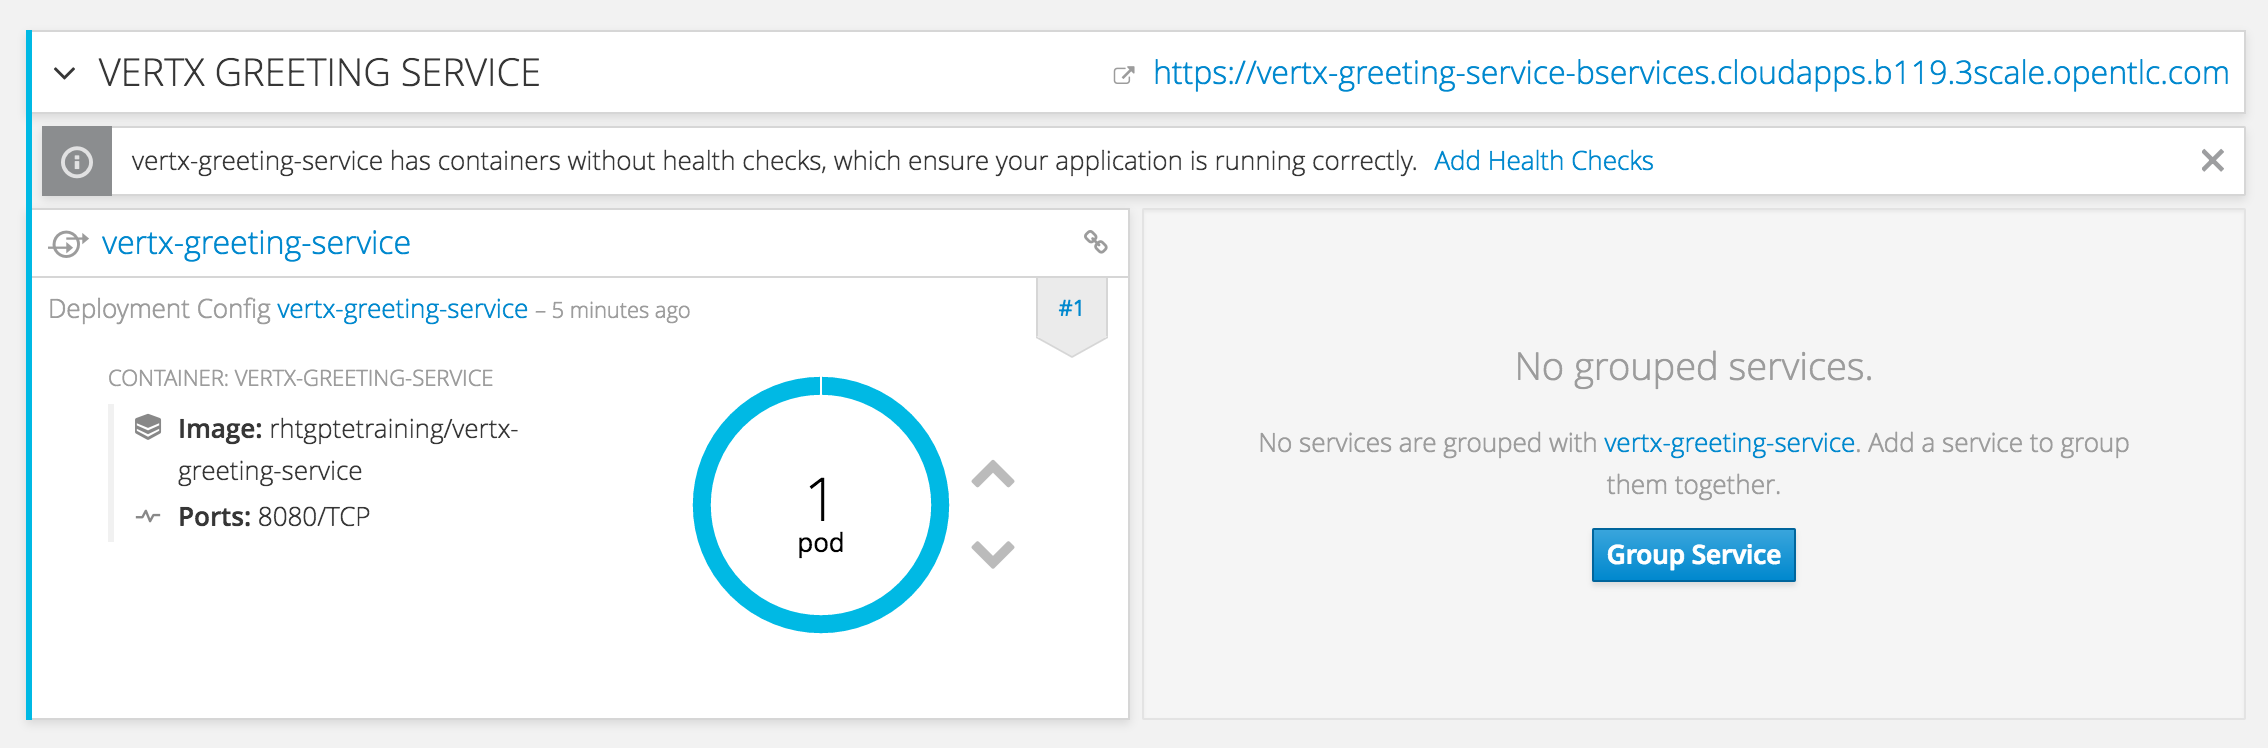 VERTX GREETING SERVICE
https://vertx-greeting-service-bservices.cloudapps.b119.3scale.opentlc.com
vertx-greeting-service has containers without health checks, which ensure your application is running correctly. Add Health Checks
vertx-greeting-service
Deployment Config vertx-greeting-service – 5 minutes ago
#1
CONTAINER: VERTX-GREETING-SERVICE
Image: rhtgptetraining/vertx-
greeting-service
Ports: 8080/TCP
1
pod
No grouped services.
No services are grouped with vertx-greeting-service. Add a service to group
them together.
Group Service